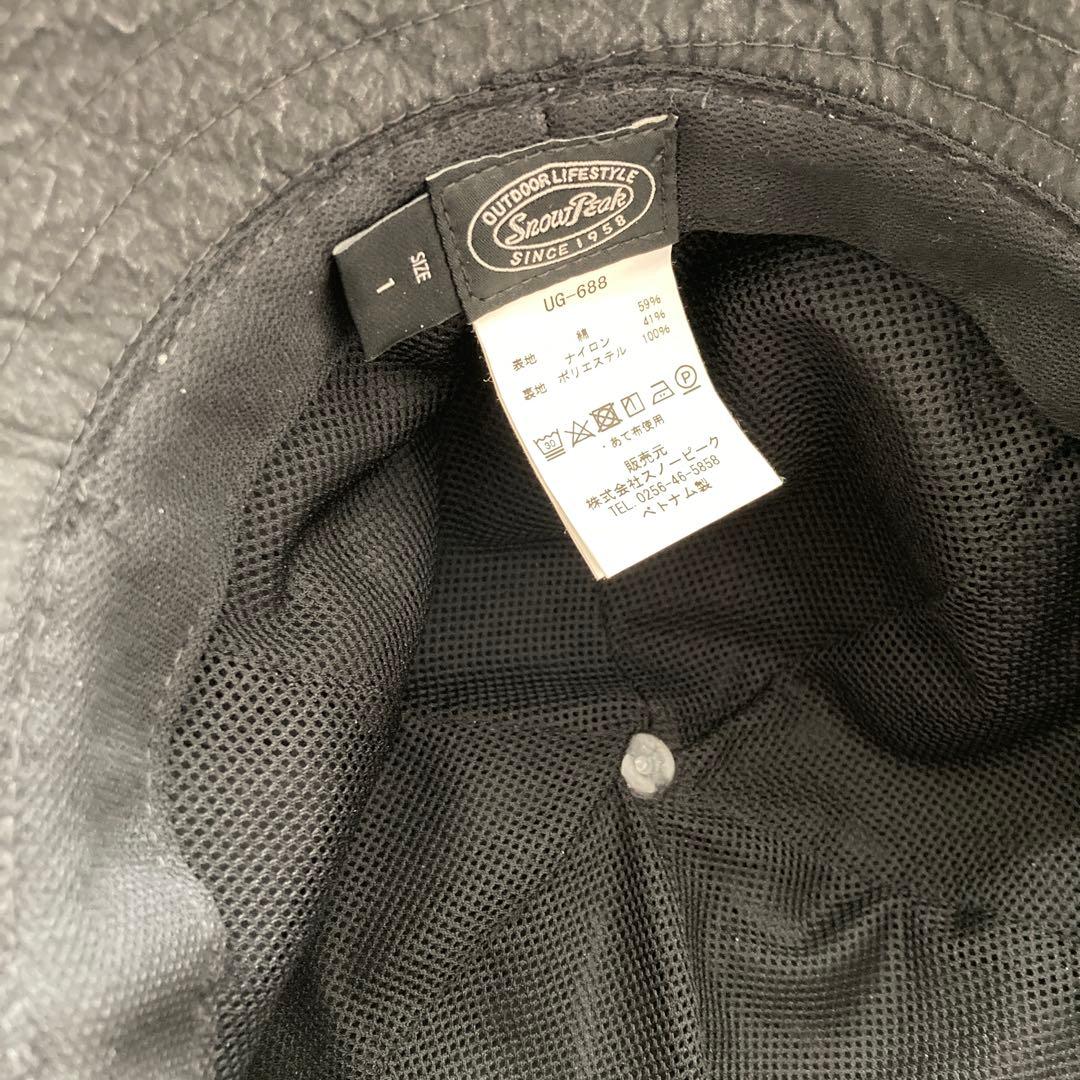 OUTDOOR LIFESTYLE
Snow Peak
SINCE 1958
SIZE
1
UG-688
表地 綿 59%
ナイロン 41%
裏地 ポリエステル 100%
30
P
・あて布使用
販売元
株式会社スノーピーク
TEL. 0256-46-5858
ベトナム製